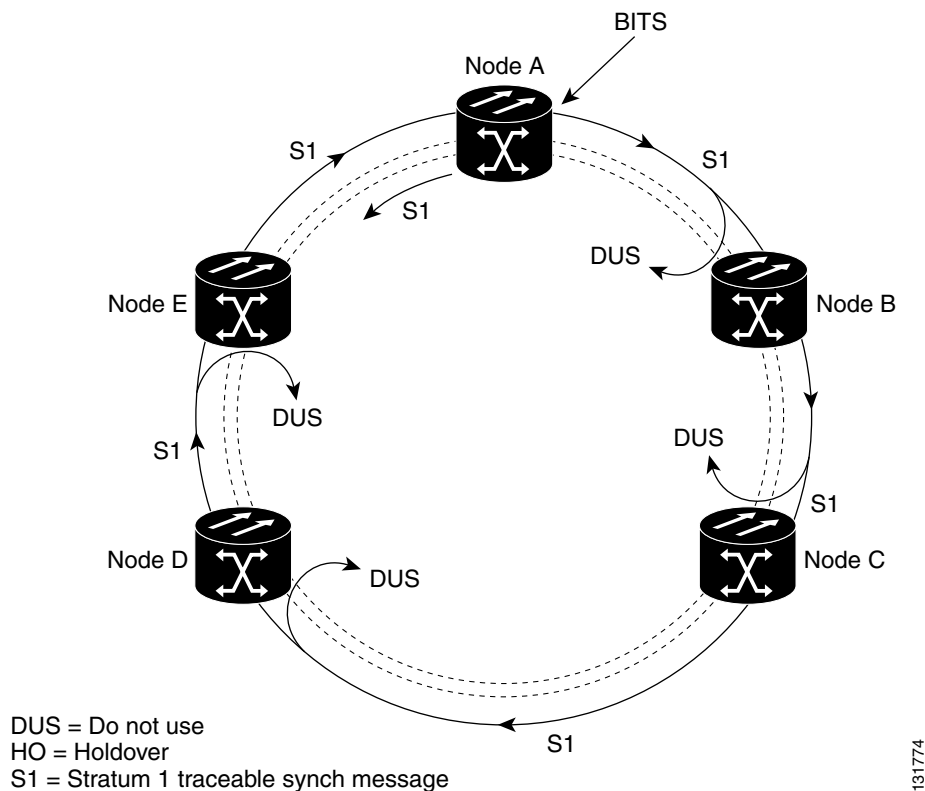 BITS
Node A
S1
S1
S1
DUS
Node E
Node B
DUS
DUS
S1
S1
Node D
DUS
Node C
S1
DUS = Do not use
HO = Holdover
S1 = Stratum 1 traceable synch message
131774